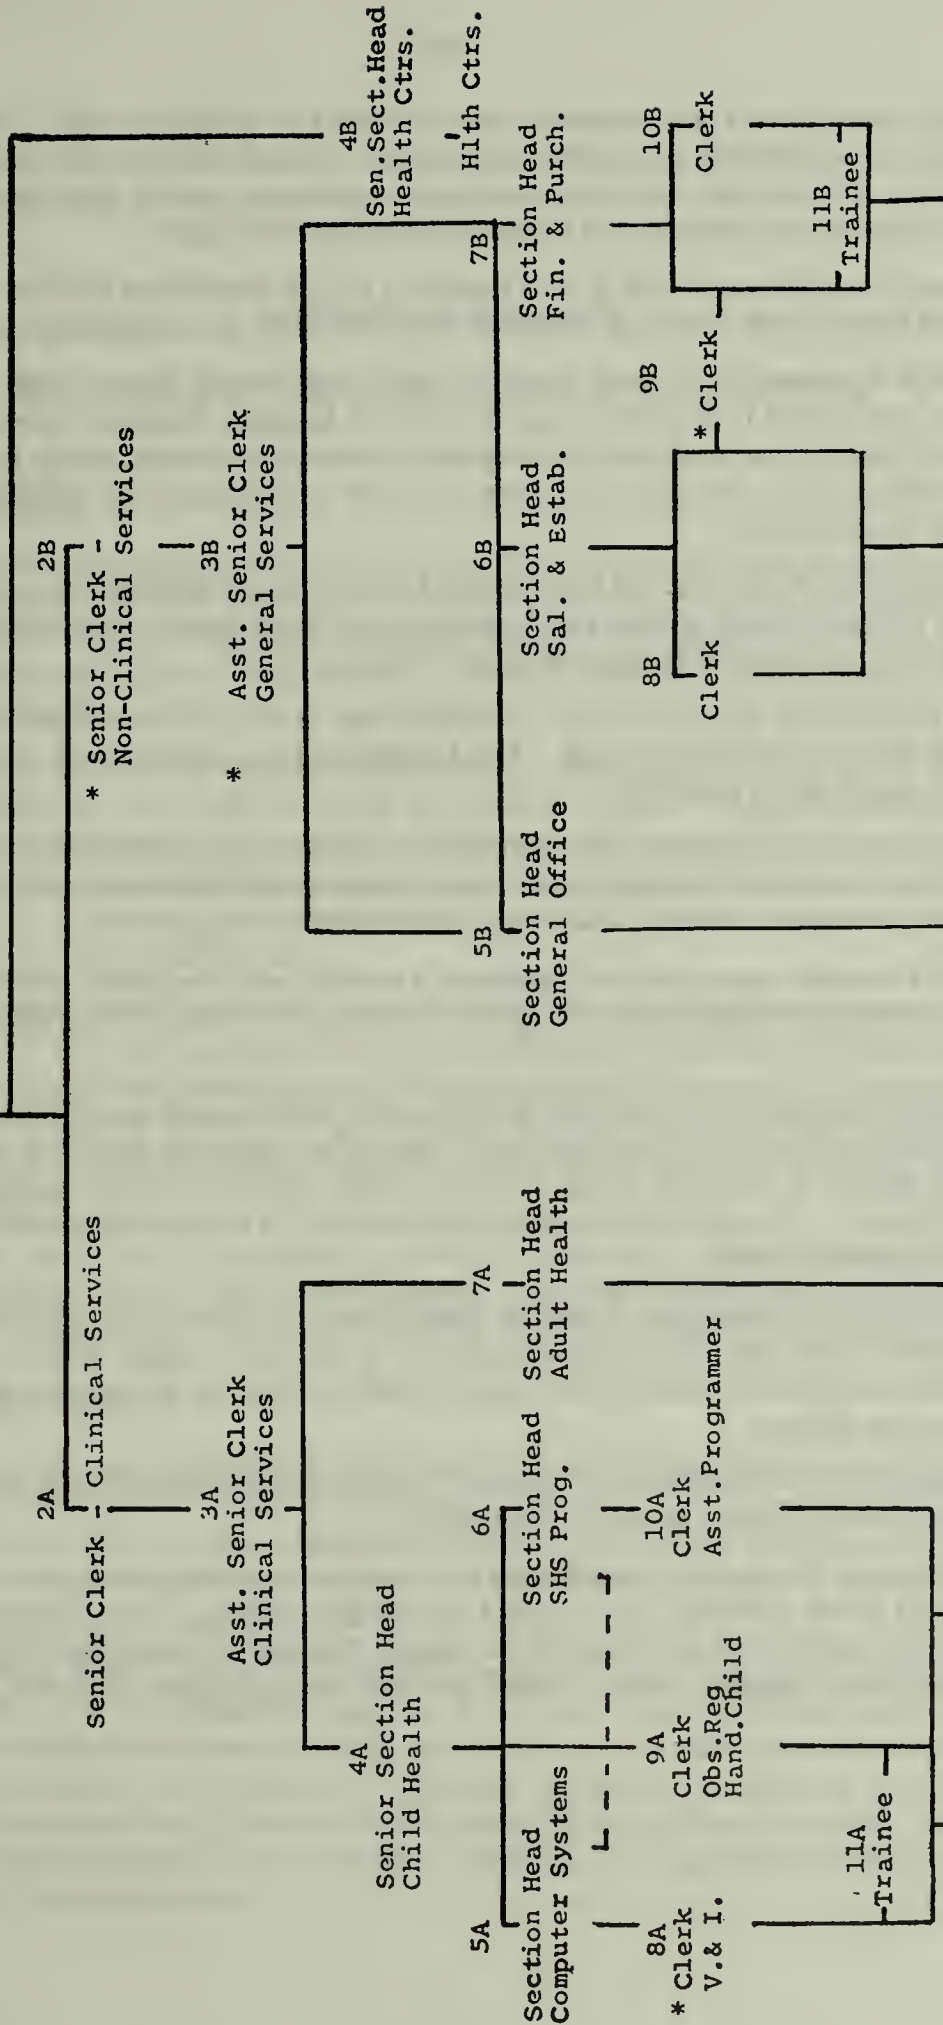 2A
Senior Clerk - Clinical Services
3A
Asst. Senior Clerk
Clinical Services
4A
Senior Section Head
Child Health
5A
Section Head
Computer Systems
6A
Section Head
SHS Prog.
7A
Section Head
Adult Health
8A
* Clerk
V.& I.
9A
Clerk
Obs.Reg
Hand.Child
10A
Clerk
Asst.Programmer
11A
Trainee
2B
* Senior Clerk -
Non-Clinical Services
3B
* Asst. Senior Clerk
General Services
4B
Sen.Sect.Head
Health Ctrs.
Hlth Ctrs.
5B
Section Head
General Office
6B
Section Head
Sal. & Estab.
7B
Section Head
Fin. & Purch.
8B
Clerk
9B
* Clerk
10B
Clerk
11B
Trainee